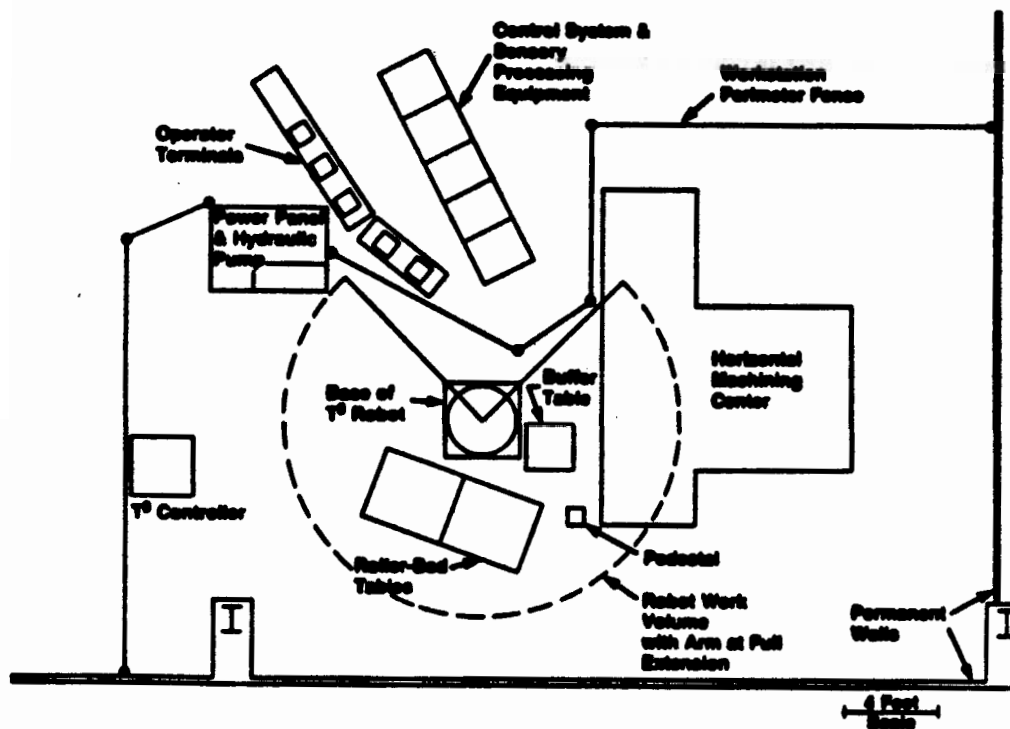 Control System &
Sensory
Processing
Equipment
Workstation
Perimeter Fence
Operator
Terminals
Power Panel
& Hydraulic
Pump
Horizontal
Machining
Center
Buffer
Table
Base of
T³ Robot
T³ Controller
Pedestal
Roller-Bed
Tables
Robot Work
Volume
with Arm at Full
Extension
Permanent
Walls
4 Feet
Scale